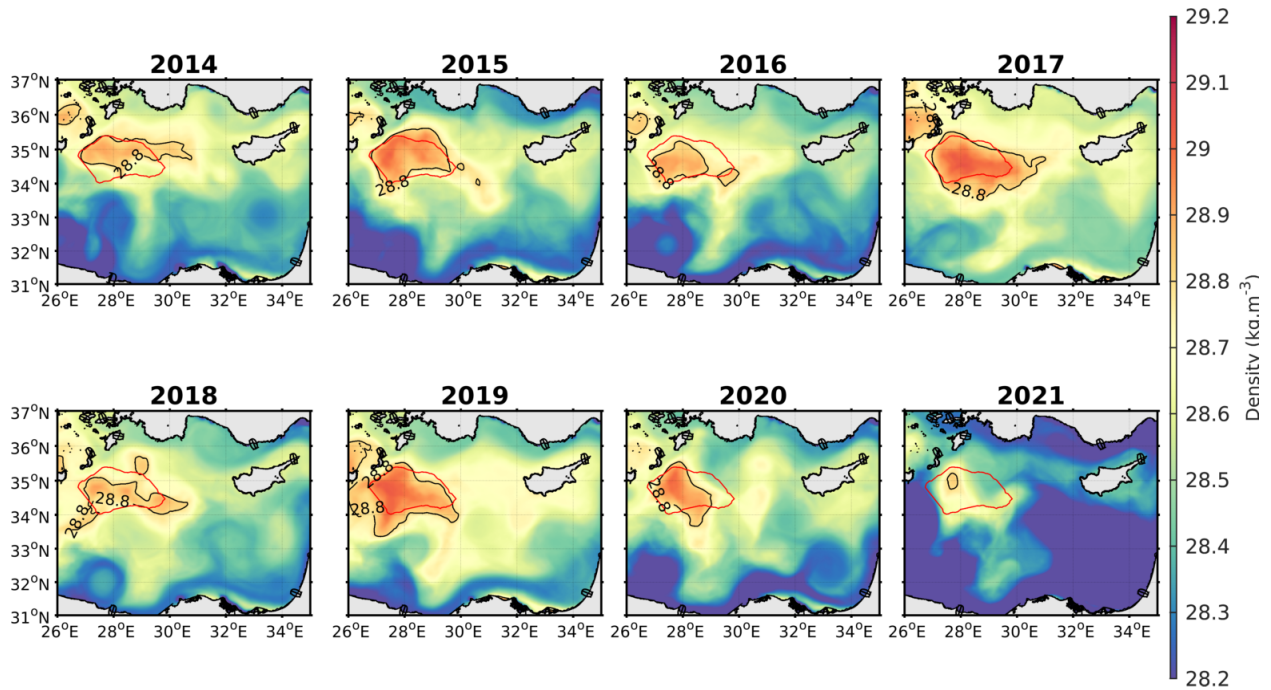 2014 2015 2016 2017
37°N
36°N
35°N
34°N
33°N
32°N
31°N
28.8 28.8 28.8 28.8
26°E 28°E 30°E 32°E 34°E 26°E 28°E 30°E 32°E 34°E 26°E 28°E 30°E 32°E 34°E 26°E 28°E 30°E 32°E 34°E
2018 2019 2020 2021
37°N
36°N
35°N
34°N
33°N
32°N
31°N
28.8 28.8 28.8 28.8 28.8 28.8
26°E 28°E 30°E 32°E 34°E 26°E 28°E 30°E 32°E 34°E 26°E 28°E 30°E 32°E 34°E 26°E 28°E 30°E 32°E 34°E
29.2
29.1
29
28.9
28.8
28.7
28.6
28.5
28.4
28.3
28.2
Density (kg.m⁻³)